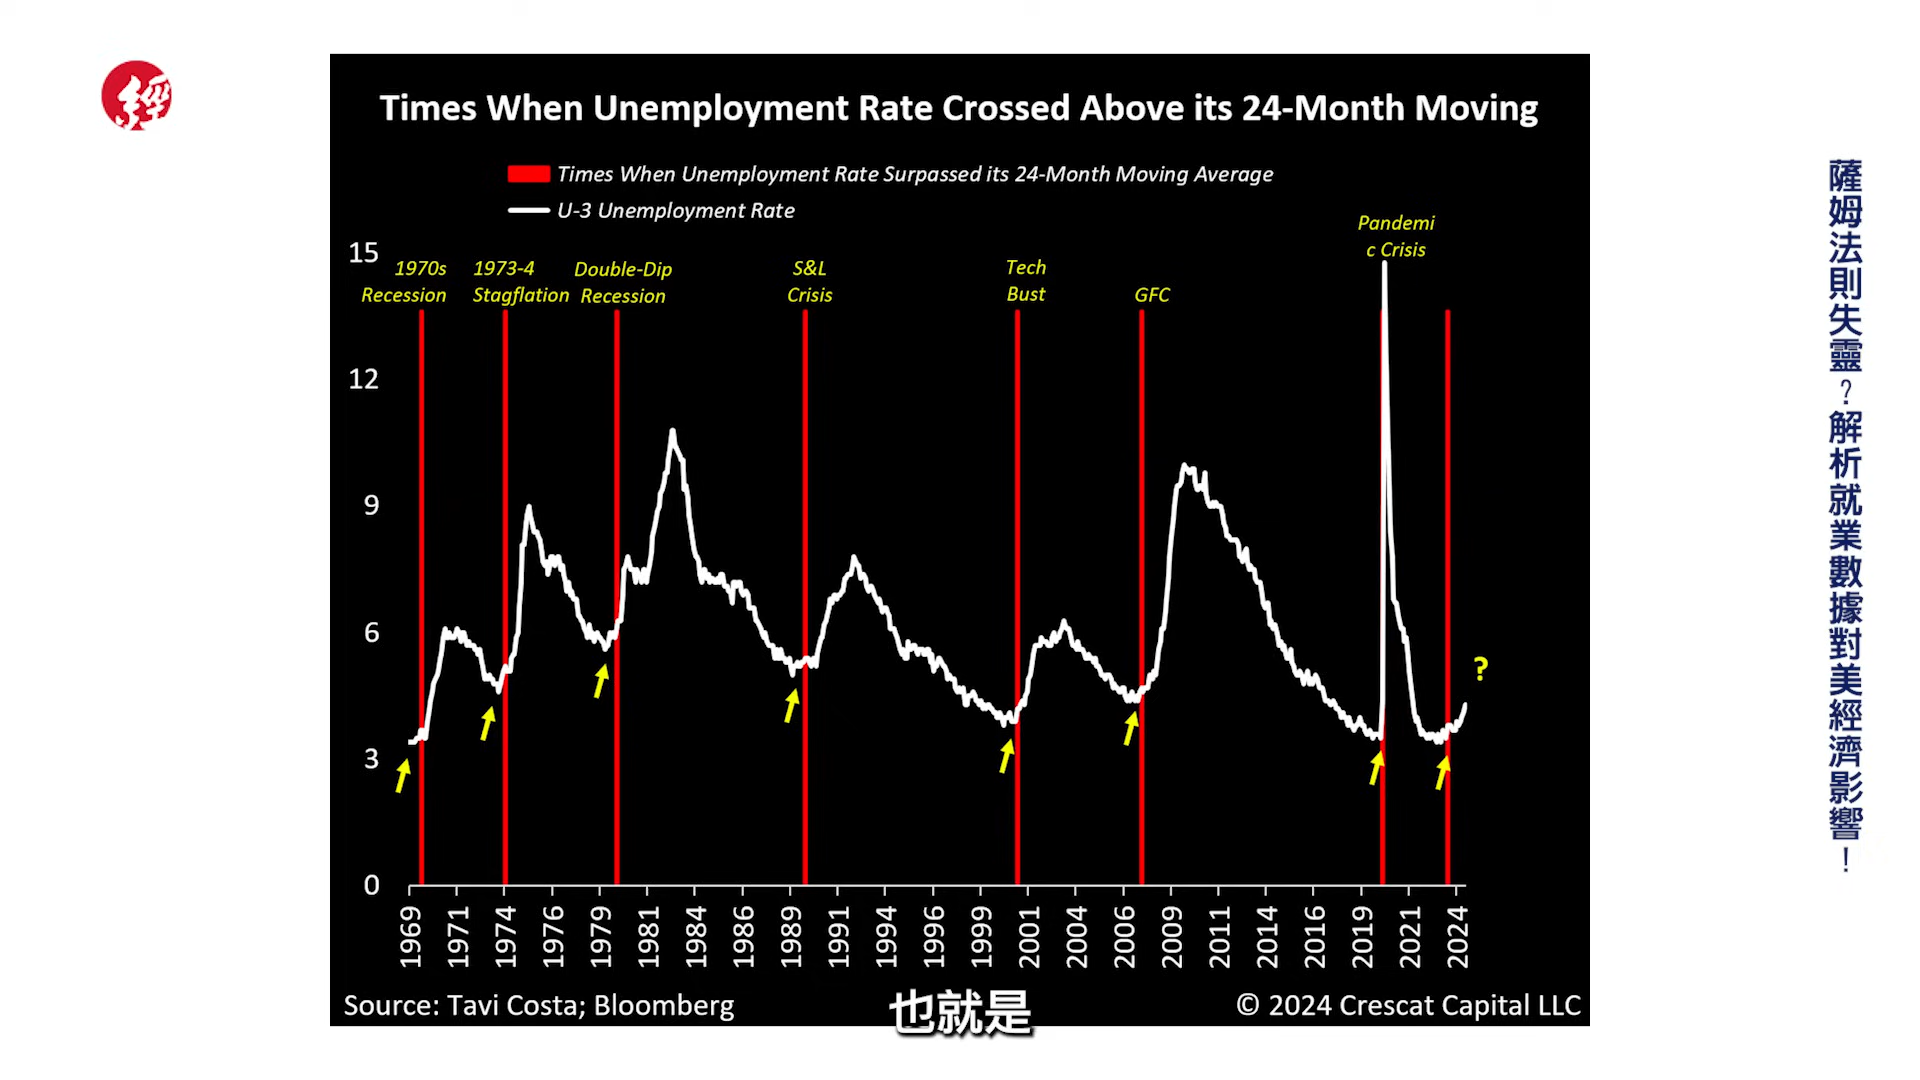 經
Times When Unemployment Rate Crossed Above its 24-Month Moving
Times When Unemployment Rate Surpassed its 24-Month Moving Average
U-3 Unemployment Rate
1970s
Recession
1973-4
Stagflation
Double-Dip
Recession
S&L
Crisis
Tech
Bust
GFC
Pandemi
c Crisis
15
12
9
6
3
0
?
1969
1971
1974
1976
1979
1981
1984
1986
1989
1991
1994
1996
1999
2001
2004
2006
2009
2011
2014
2016
2019
2021
2024
Source: Tavi Costa; Bloomberg
© 2024 Crescat Capital LLC
也就是
薩姆法則失靈？解析就業數據對美經濟影響！